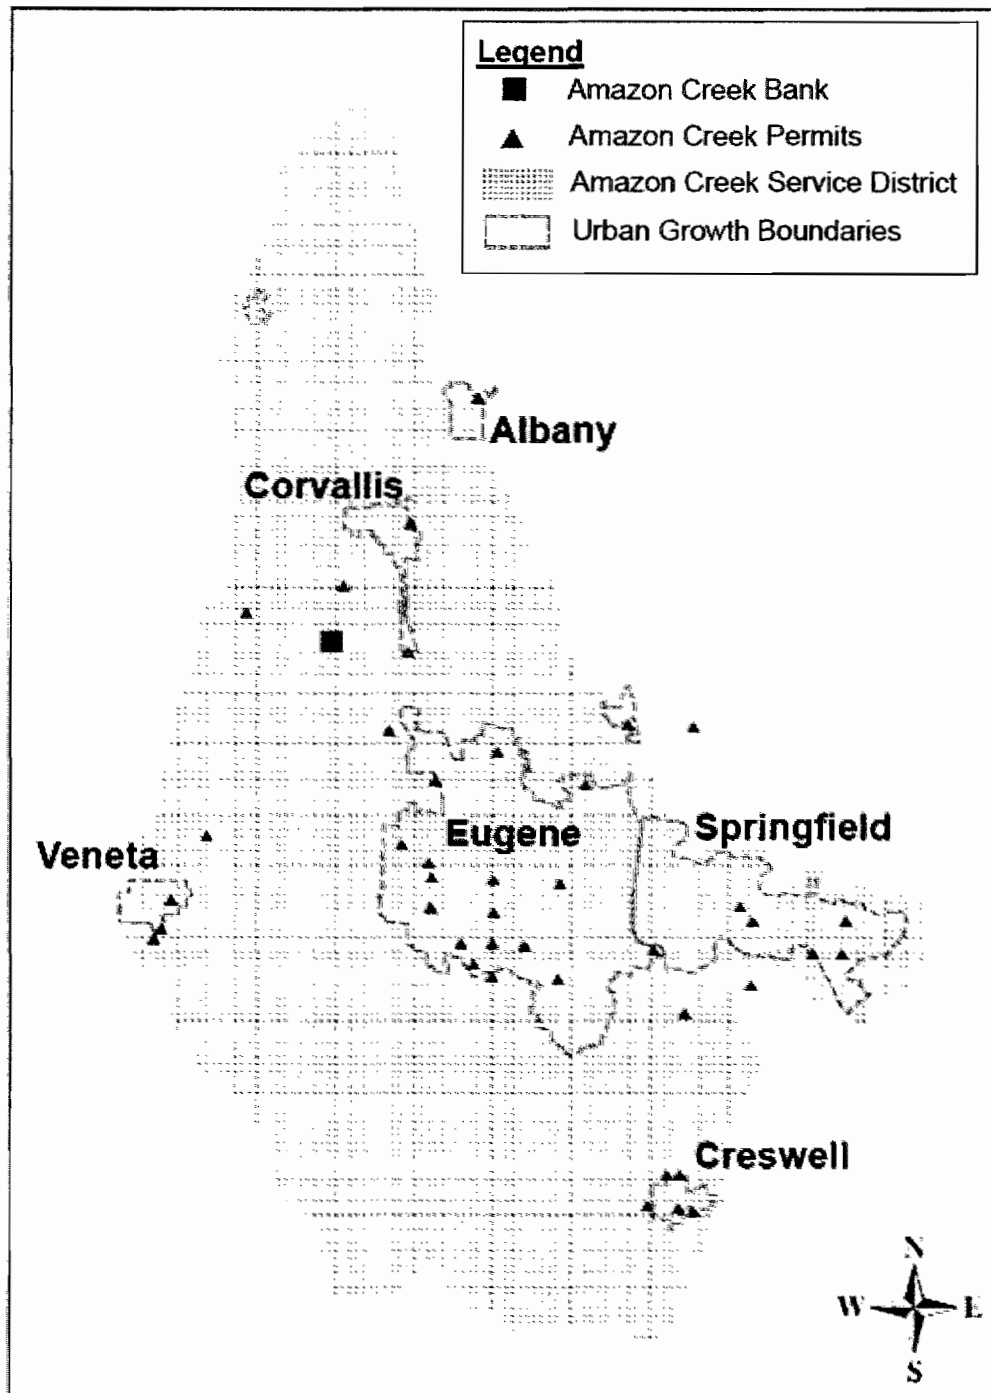 Legend
Amazon Creek Bank
Amazon Creek Permits
Amazon Creek Service District
Urban Growth Boundaries
Albany
Corvallis
Eugene
Springfield
Veneta
Creswell
N
W E
S